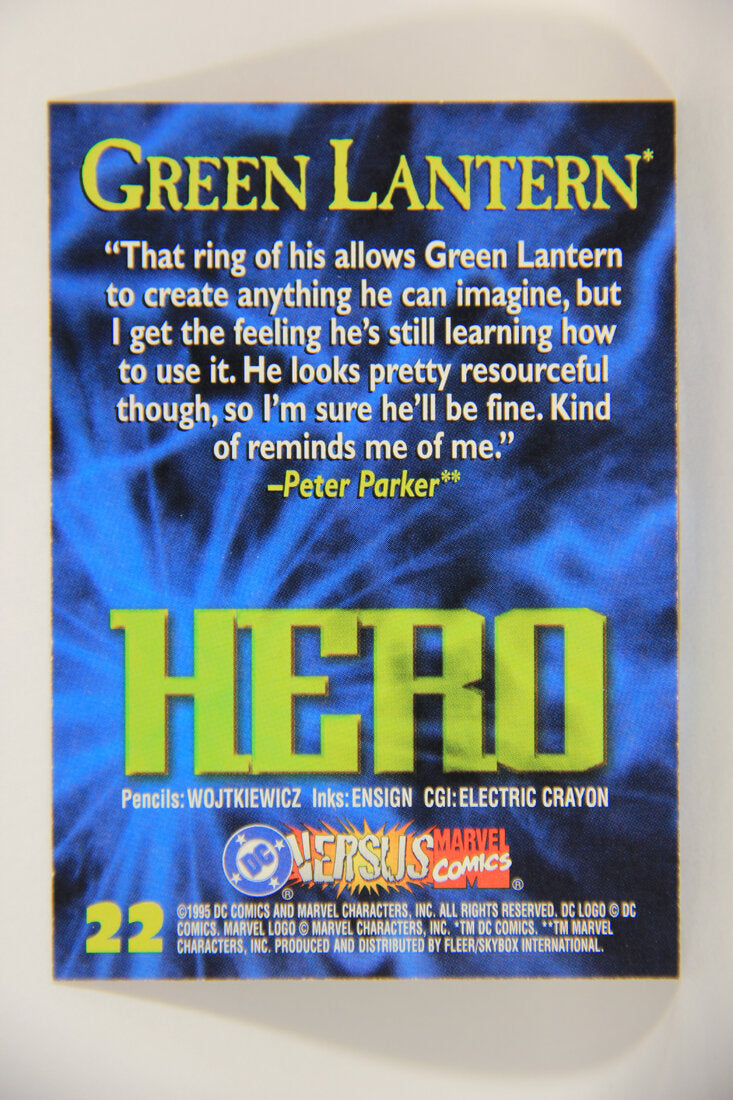 GREEN LANTERN*
“That ring of his allows Green Lantern
to create anything he can imagine, but
I get the feeling he’s still learning how
to use it. He looks pretty resourceful
though, so I’m sure he’ll be fine. Kind
of reminds me of me.”
–Peter Parker**
HERO
Pencils: WOJTKIEWICZ Inks: ENSIGN CGI: ELECTRIC CRAYON
DC ® VERSUS MARVEL COMICS ®
22
©1995 DC COMICS AND MARVEL CHARACTERS, INC. ALL RIGHTS RESERVED. DC LOGO © DC
COMICS. MARVEL LOGO © MARVEL CHARACTERS, INC. *TM DC COMICS. **TM MARVEL
CHARACTERS, INC. PRODUCED AND DISTRIBUTED BY FLEER/SKYBOX INTERNATIONAL.